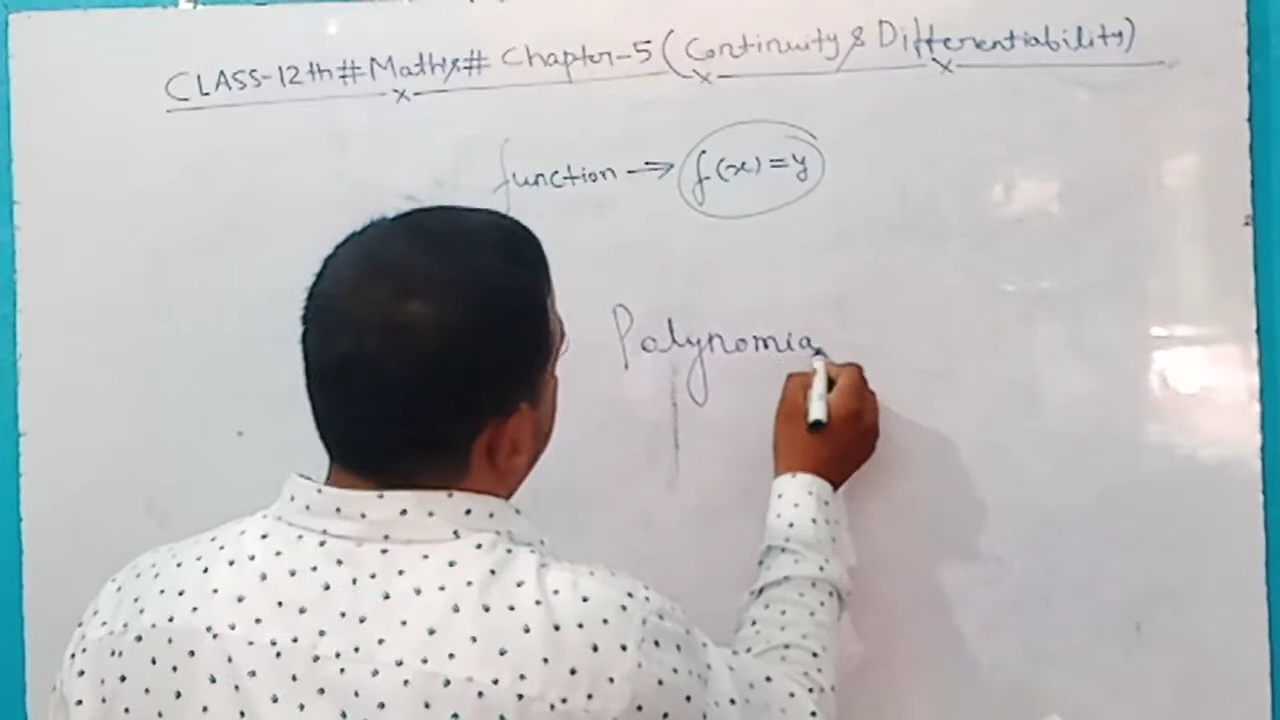 CLASS-12th#Maths# Chapter-5(Continuity & Differentiability)
function → f(x)=y
Polynomia